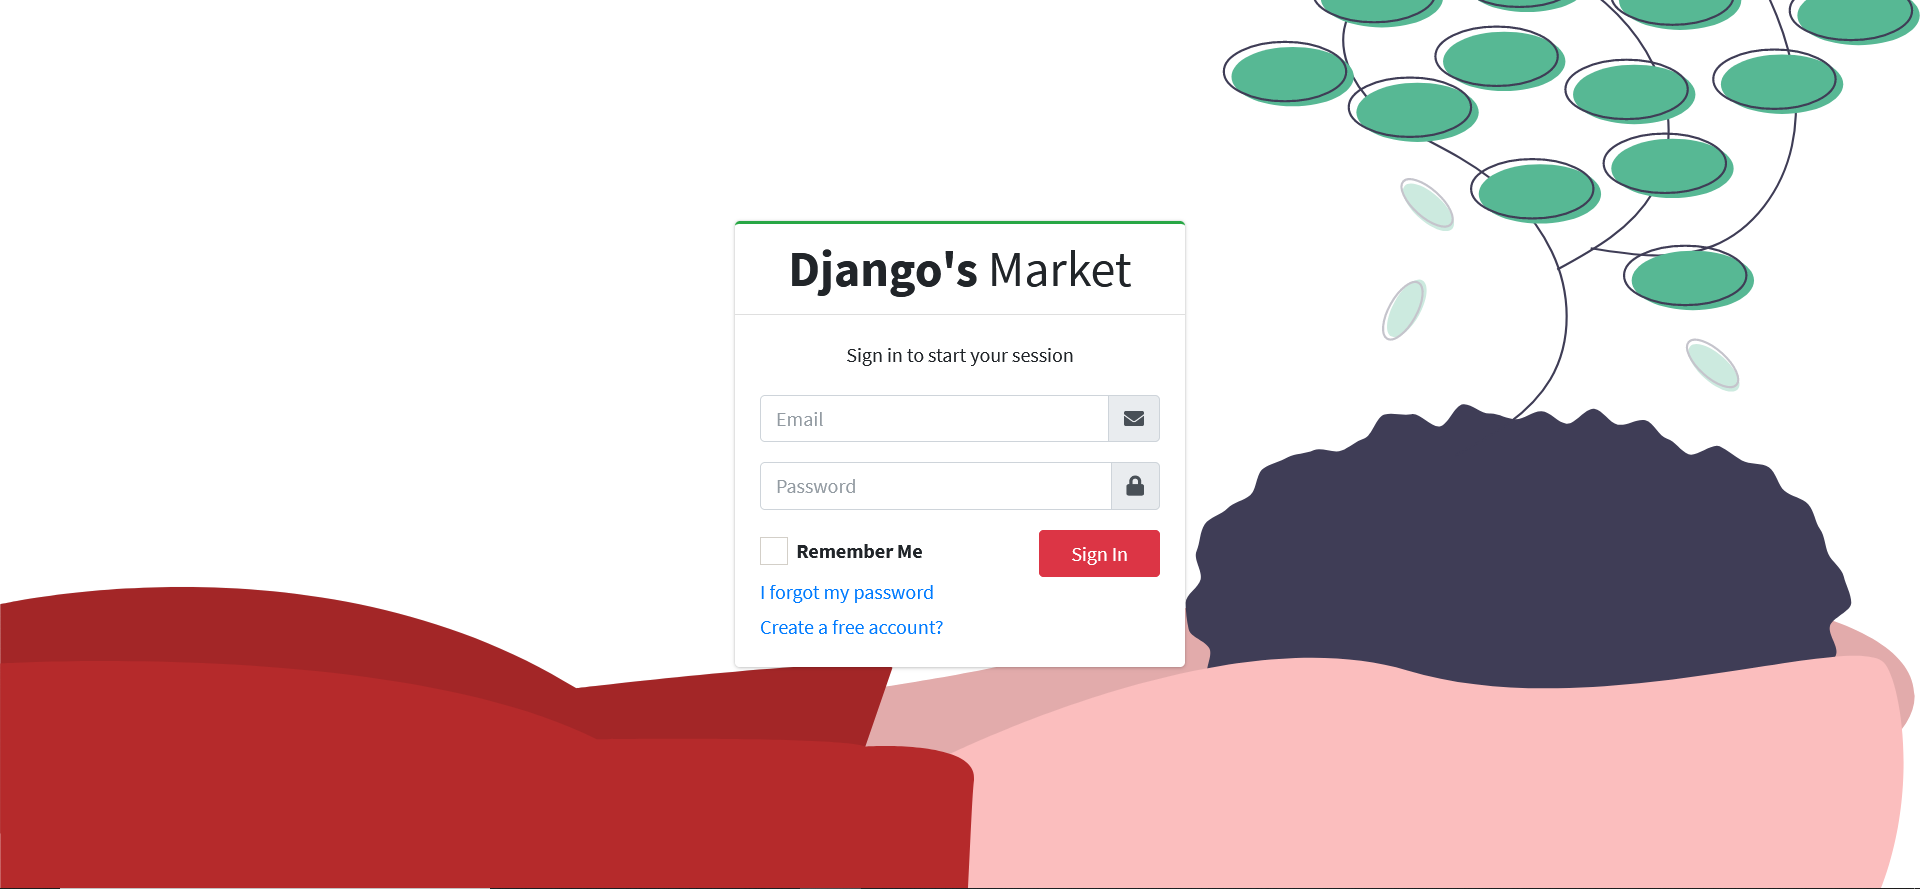 Django's Market
Sign in to start your session
Email
Password
Remember Me
Sign In
I forgot my password
Create a free account?